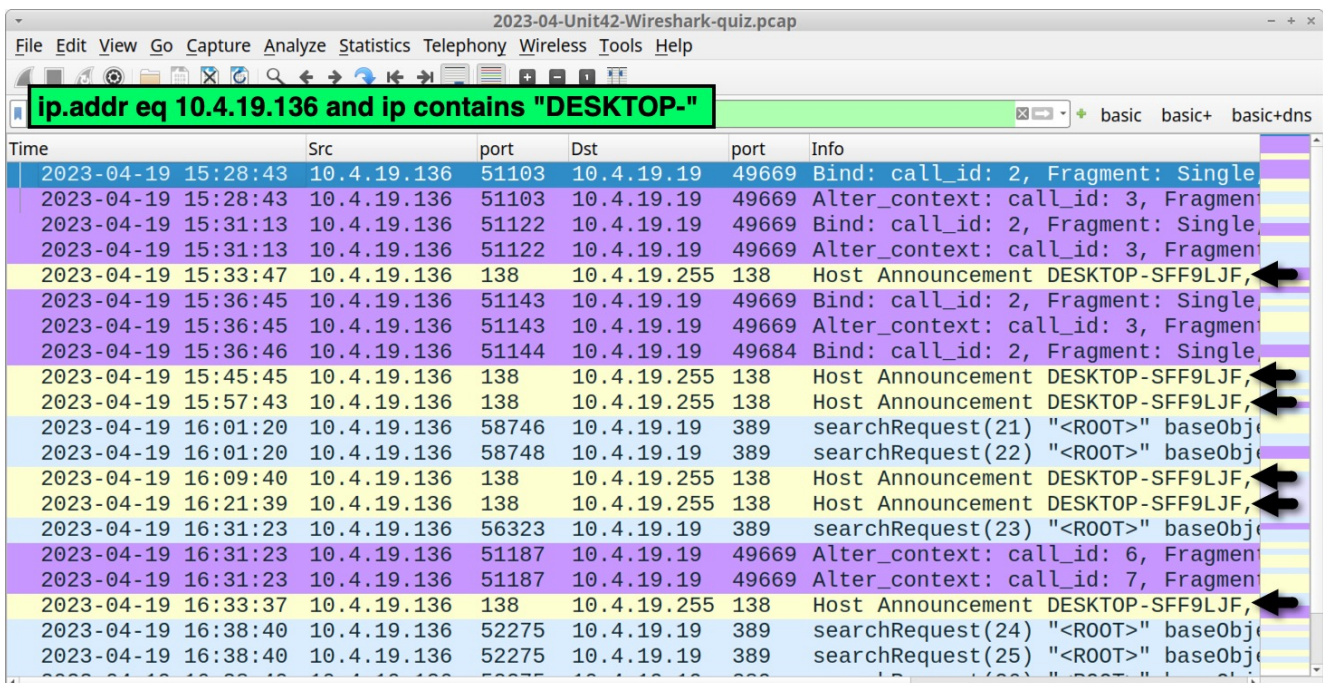 2023-04-Unit42-Wireshark-quiz.pcap
File Edit View Go Capture Analyze Statistics Telephony Wireless Tools Help
ip.addr eq 10.4.19.136 and ip contains "DESKTOP-"
basic basic+ basic+dns
Time Src port Dst port Info
2023-04-19 15:28:43 10.4.19.136 51103 10.4.19.19 49669 Bind: call_id: 2, Fragment: Single,
2023-04-19 15:28:43 10.4.19.136 51103 10.4.19.19 49669 Alter_context: call_id: 3, Fragment
2023-04-19 15:31:13 10.4.19.136 51122 10.4.19.19 49669 Bind: call_id: 2, Fragment: Single,
2023-04-19 15:31:13 10.4.19.136 51122 10.4.19.19 49669 Alter_context: call_id: 3, Fragment
2023-04-19 15:33:47 10.4.19.136 138 10.4.19.255 138 Host Announcement DESKTOP-SFF9LJF,
2023-04-19 15:36:45 10.4.19.136 51143 10.4.19.19 49669 Bind: call_id: 2, Fragment: Single,
2023-04-19 15:36:45 10.4.19.136 51143 10.4.19.19 49669 Alter_context: call_id: 3, Fragment
2023-04-19 15:36:46 10.4.19.136 51144 10.4.19.19 49684 Bind: call_id: 2, Fragment: Single,
2023-04-19 15:45:45 10.4.19.136 138 10.4.19.255 138 Host Announcement DESKTOP-SFF9LJF,
2023-04-19 15:57:43 10.4.19.136 138 10.4.19.255 138 Host Announcement DESKTOP-SFF9LJF,
2023-04-19 16:01:20 10.4.19.136 58746 10.4.19.19 389 searchRequest(21) "<ROOT>" baseObje
2023-04-19 16:01:20 10.4.19.136 58748 10.4.19.19 389 searchRequest(22) "<ROOT>" baseObje
2023-04-19 16:09:40 10.4.19.136 138 10.4.19.255 138 Host Announcement DESKTOP-SFF9LJF,
2023-04-19 16:21:39 10.4.19.136 138 10.4.19.255 138 Host Announcement DESKTOP-SFF9LJF,
2023-04-19 16:31:23 10.4.19.136 56323 10.4.19.19 389 searchRequest(23) "<ROOT>" baseObje
2023-04-19 16:31:23 10.4.19.136 51187 10.4.19.19 49669 Alter_context: call_id: 6, Fragment
2023-04-19 16:31:23 10.4.19.136 51187 10.4.19.19 49669 Alter_context: call_id: 7, Fragment
2023-04-19 16:33:37 10.4.19.136 138 10.4.19.255 138 Host Announcement DESKTOP-SFF9LJF,
2023-04-19 16:38:40 10.4.19.136 52275 10.4.19.19 389 searchRequest(24) "<ROOT>" baseObje
2023-04-19 16:38:40 10.4.19.136 52275 10.4.19.19 389 searchRequest(25) "<ROOT>" baseObje